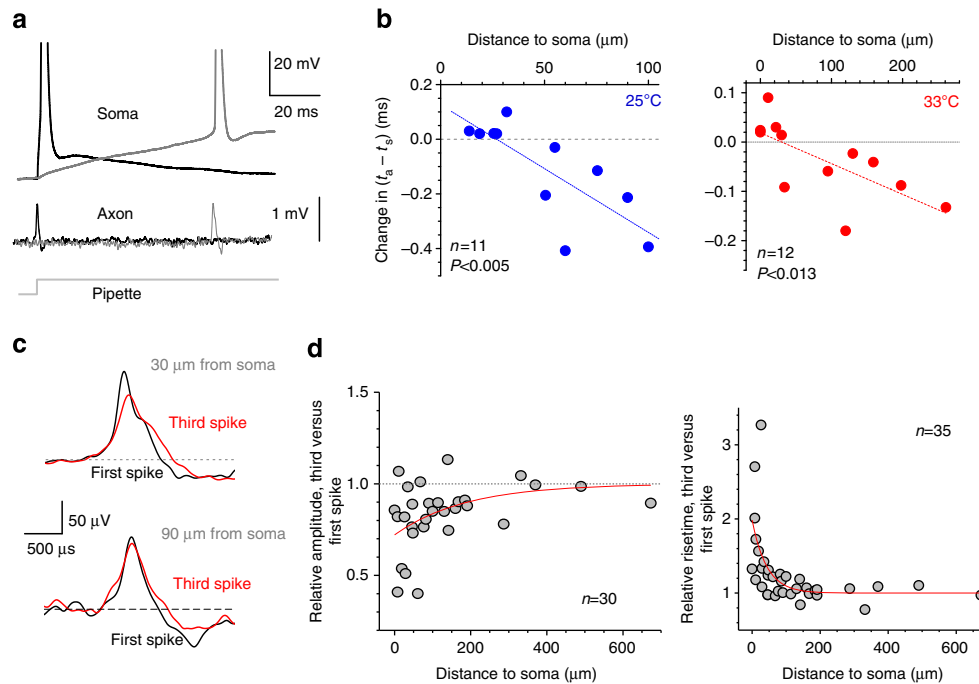 a
20 mV
20 ms
Soma
Axon
1 mV
Pipette
b
Distance to soma (μm)
0 50 100
0.2
0.0
−0.2
−0.4
Change in (ta − ts) (ms)
25°C
n=11
P<0.005
Distance to soma (μm)
0 100 200
0.1
0.0
−0.1
−0.2
33°C
n=12
P<0.013
c
30 μm from soma
Third spike
First spike
50 μV
500 μs
90 μm from soma
Third spike
First spike
d
Relative amplitude, third versus
first spike
1.5
1.0
0.5
n=30
0 200 400 600
Distance to soma (μm)
Relative risetime, third versus
first spike
3
2
1
n=35
0 200 400 600
Distance to soma (μm)